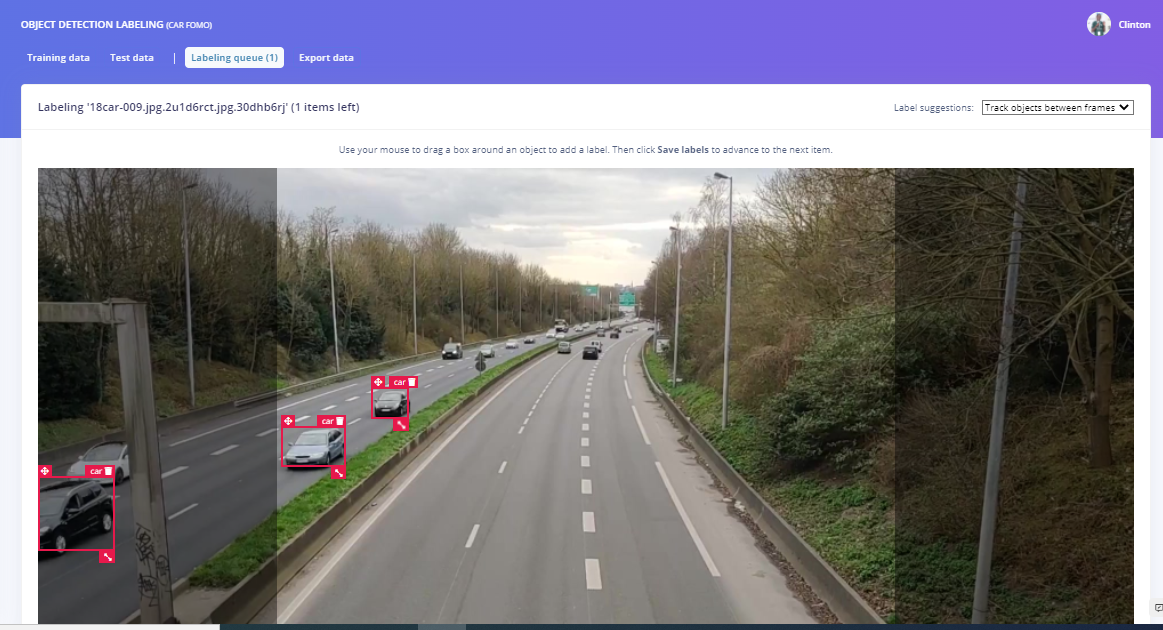 OBJECT DETECTION LABELING (CAR FOMO)
Clinton
Training data
Test data
Labeling queue (1)
Export data
Labeling '18car-009.jpg.2u1d6rct.jpg.30dhb6rj' (1 items left)
Label suggestions: Track objects between frames
Use your mouse to drag a box around an object to add a label. Then click Save labels to advance to the next item.
car
car
car